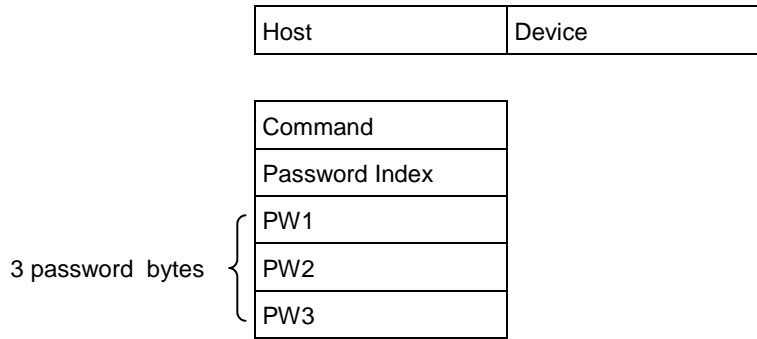 Host Device
Command
Password Index
PW1
3 password bytes PW2
PW3